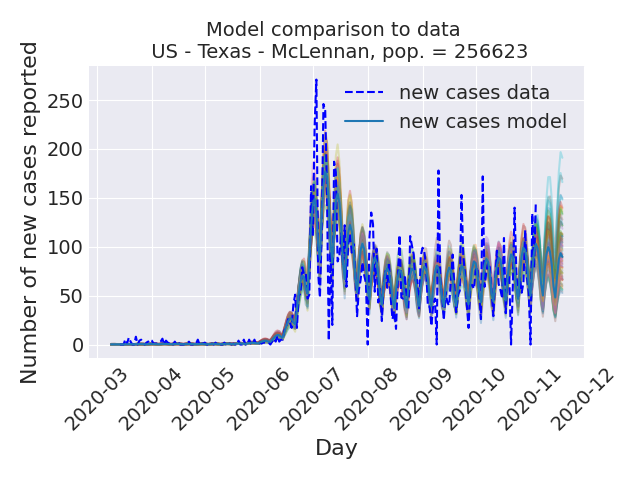 Model comparison to data
US - Texas - McLennan, pop. = 256623
Number of new cases reported
250
200
150
100
50
0
new cases data
new cases model
2020-03
2020-04
2020-05
2020-06
2020-07
2020-08
2020-09
2020-10
2020-11
2020-12
Day